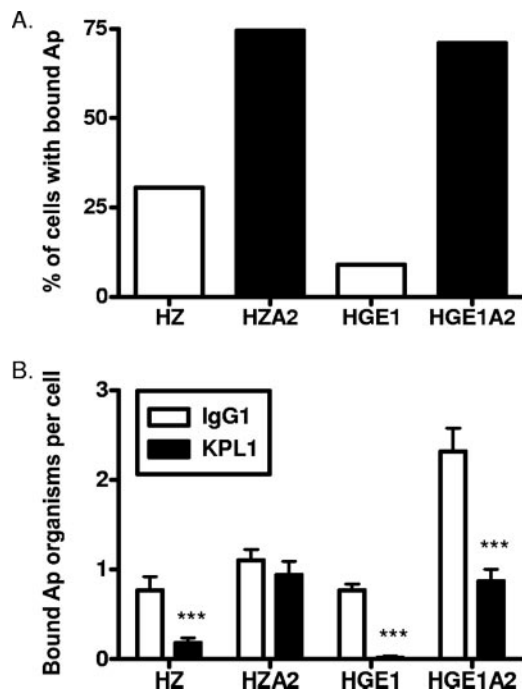 A.
% of cells with bound Ap
75
50
25
0
HZ HZA2 HGE1 HGE1A2
B.
Bound Ap organisms per cell
3
2
1
0
IgG1
KPL1
***
***
***
HZ HZA2 HGE1 HGE1A2